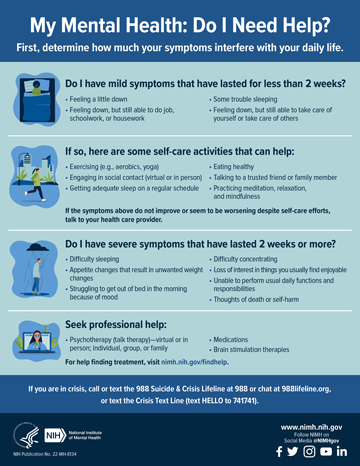 My Mental Health: Do I Need Help?
First, determine how much your symptoms interfere with your daily life.
Do I have mild symptoms that have lasted for less than 2 weeks?
• Feeling a little down
• Feeling down, but still able to do job,
schoolwork, or housework
• Some trouble sleeping
• Feeling down, but still able to take care of
yourself or take care of others
If so, here are some self-care activities that can help:
• Exercising (e.g., aerobics, yoga)
• Engaging in social contact (virtual or in person)
• Getting adequate sleep on a regular schedule
• Eating healthy
• Talking to a trusted friend or family member
• Practicing meditation, relaxation,
and mindfulness
If the symptoms above do not improve or seem to be worsening despite self-care efforts,
talk to your health care provider.
Do I have severe symptoms that have lasted 2 weeks or more?
• Difficulty sleeping
• Appetite changes that result in unwanted weight
changes
• Struggling to get out of bed in the morning
because of mood
• Difficulty concentrating
• Loss of interest in things you usually find enjoyable
• Unable to perform usual daily functions and
responsibilities
• Thoughts of death or self-harm
Seek professional help:
• Psychotherapy (talk therapy)—virtual or in
person; individual, group, or family
• Medications
• Brain stimulation therapies
For help finding treatment, visit nimh.nih.gov/findhelp.
If you are in crisis, call or text the 988 Suicide & Crisis Lifeline at 988 or chat at 988lifeline.org,
or text the Crisis Text Line (text HELLO to 741741).
NIH
National Institute
of Mental Health
NIH Publication No. 22-MH-8134
www.nimh.nih.gov
Follow NIMH on
Social Media @NIMHgov